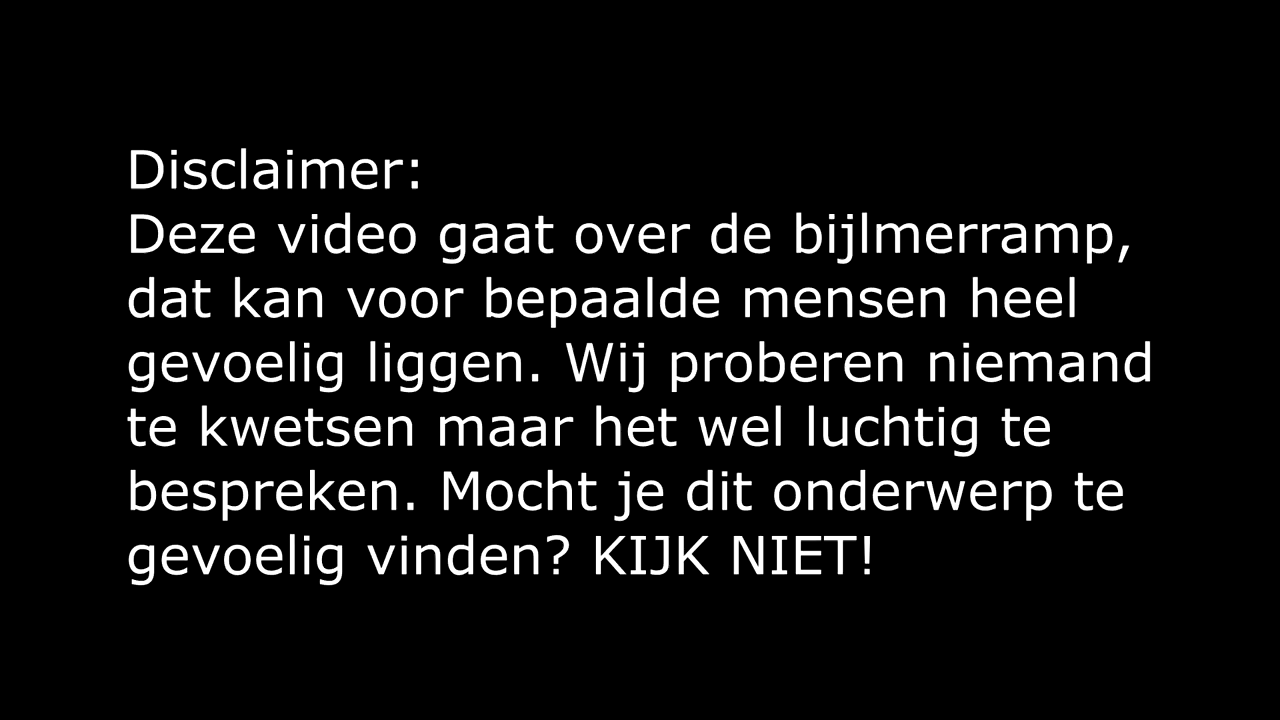 Disclaimer:
Deze video gaat over de bijlmerramp,
dat kan voor bepaalde mensen heel
gevoelig liggen. Wij proberen niemand
te kwetsen maar het wel luchtig te
bespreken. Mocht je dit onderwerp te
gevoelig vinden? KIJK NIET!